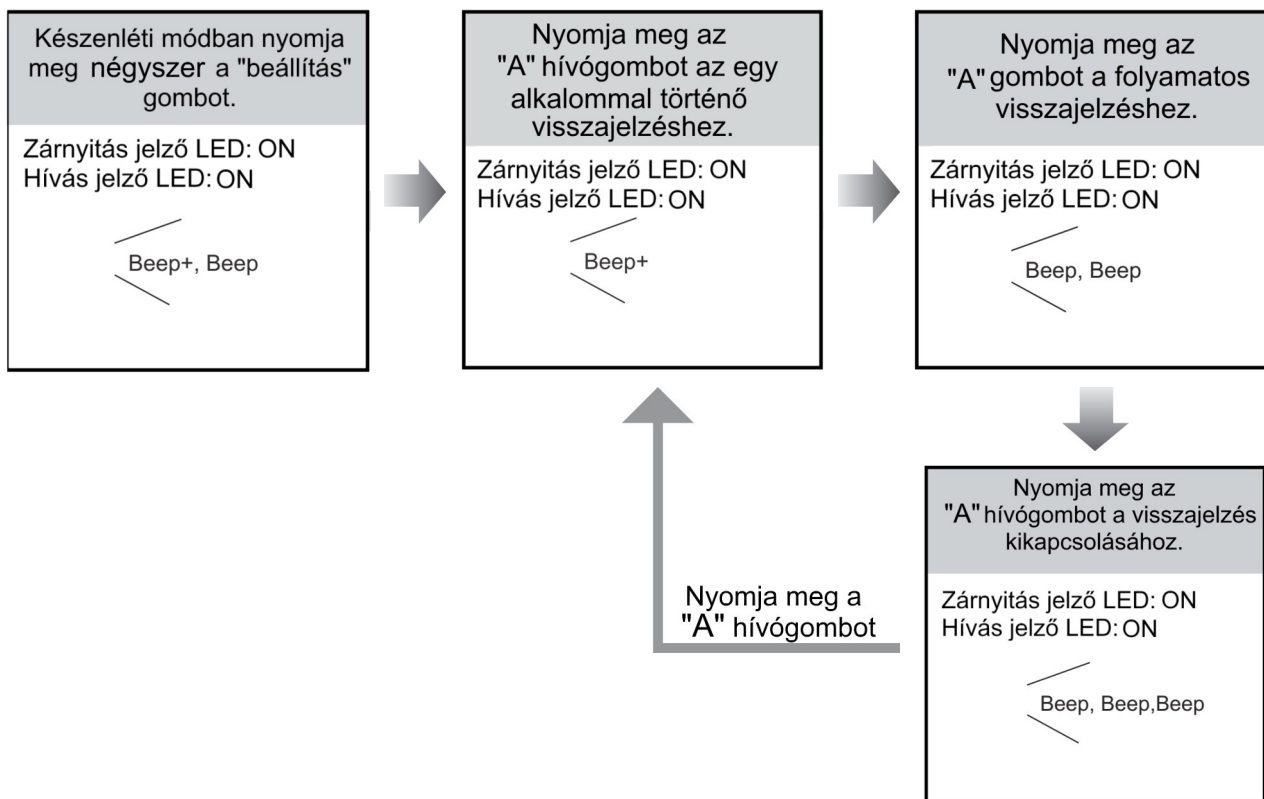 Készenléti módban nyomja
meg négyszer a "beállítás"
gombot.
Zárnyitás jelző LED: ON
Hívás jelző LED: ON
Beep+, Beep
Nyomja meg az
"A" hívógombot az egy
alkalommal történő
visszajelzéshez.
Zárnyitás jelző LED: ON
Hívás jelző LED: ON
Beep+
Nyomja meg az
"A" gombot a folyamatos
visszajelzéshez.
Zárnyitás jelző LED: ON
Hívás jelző LED: ON
Beep, Beep
Nyomja meg az
"A" hívógombot a visszajelzés
kikapcsolásához.
Zárnyitás jelző LED: ON
Hívás jelző LED: ON
Beep, Beep,Beep
Nyomja meg a
"A" hívógombot